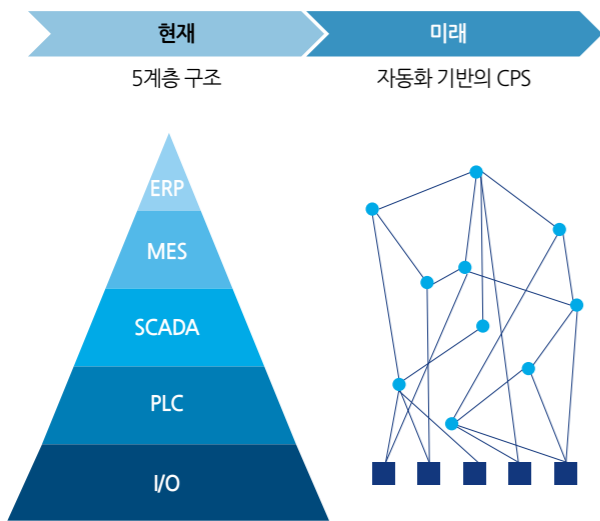 현재
미래
5계층 구조
자동화 기반의 CPS
ERP
MES
SCADA
PLC
I/O